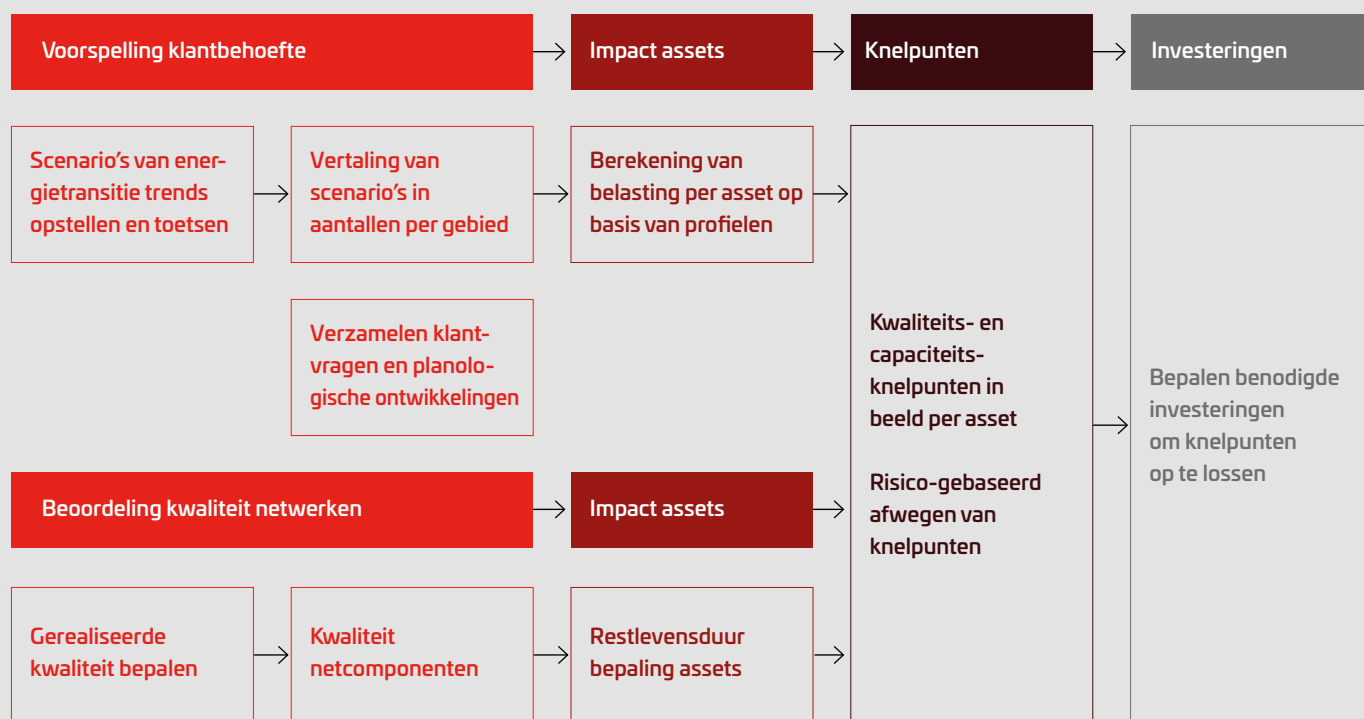 Voorspelling klantbehoefte
Impact assets
Knelpunten
Investeringen
Scenario's van ener-
gietransitie trends
opstellen en toetsen
Vertaling van
scenario's in
aantallen per gebied
Berekening van
belasting per asset op
basis van profielen
Verzamelen klant-
vragen en planolo-
gische ontwikkelingen
Kwaliteits- en
capaciteits-
knelpunten in
beeld per asset
Risico-gebaseerd
afwegen van
knelpunten
Bepalen benodigde
investeringen
om knelpunten
op te lossen
Beoordeling kwaliteit netwerken
Impact assets
Gerealiseerde
kwaliteit bepalen
Kwaliteit
netcomponenten
Restlevensduur
bepaling assets